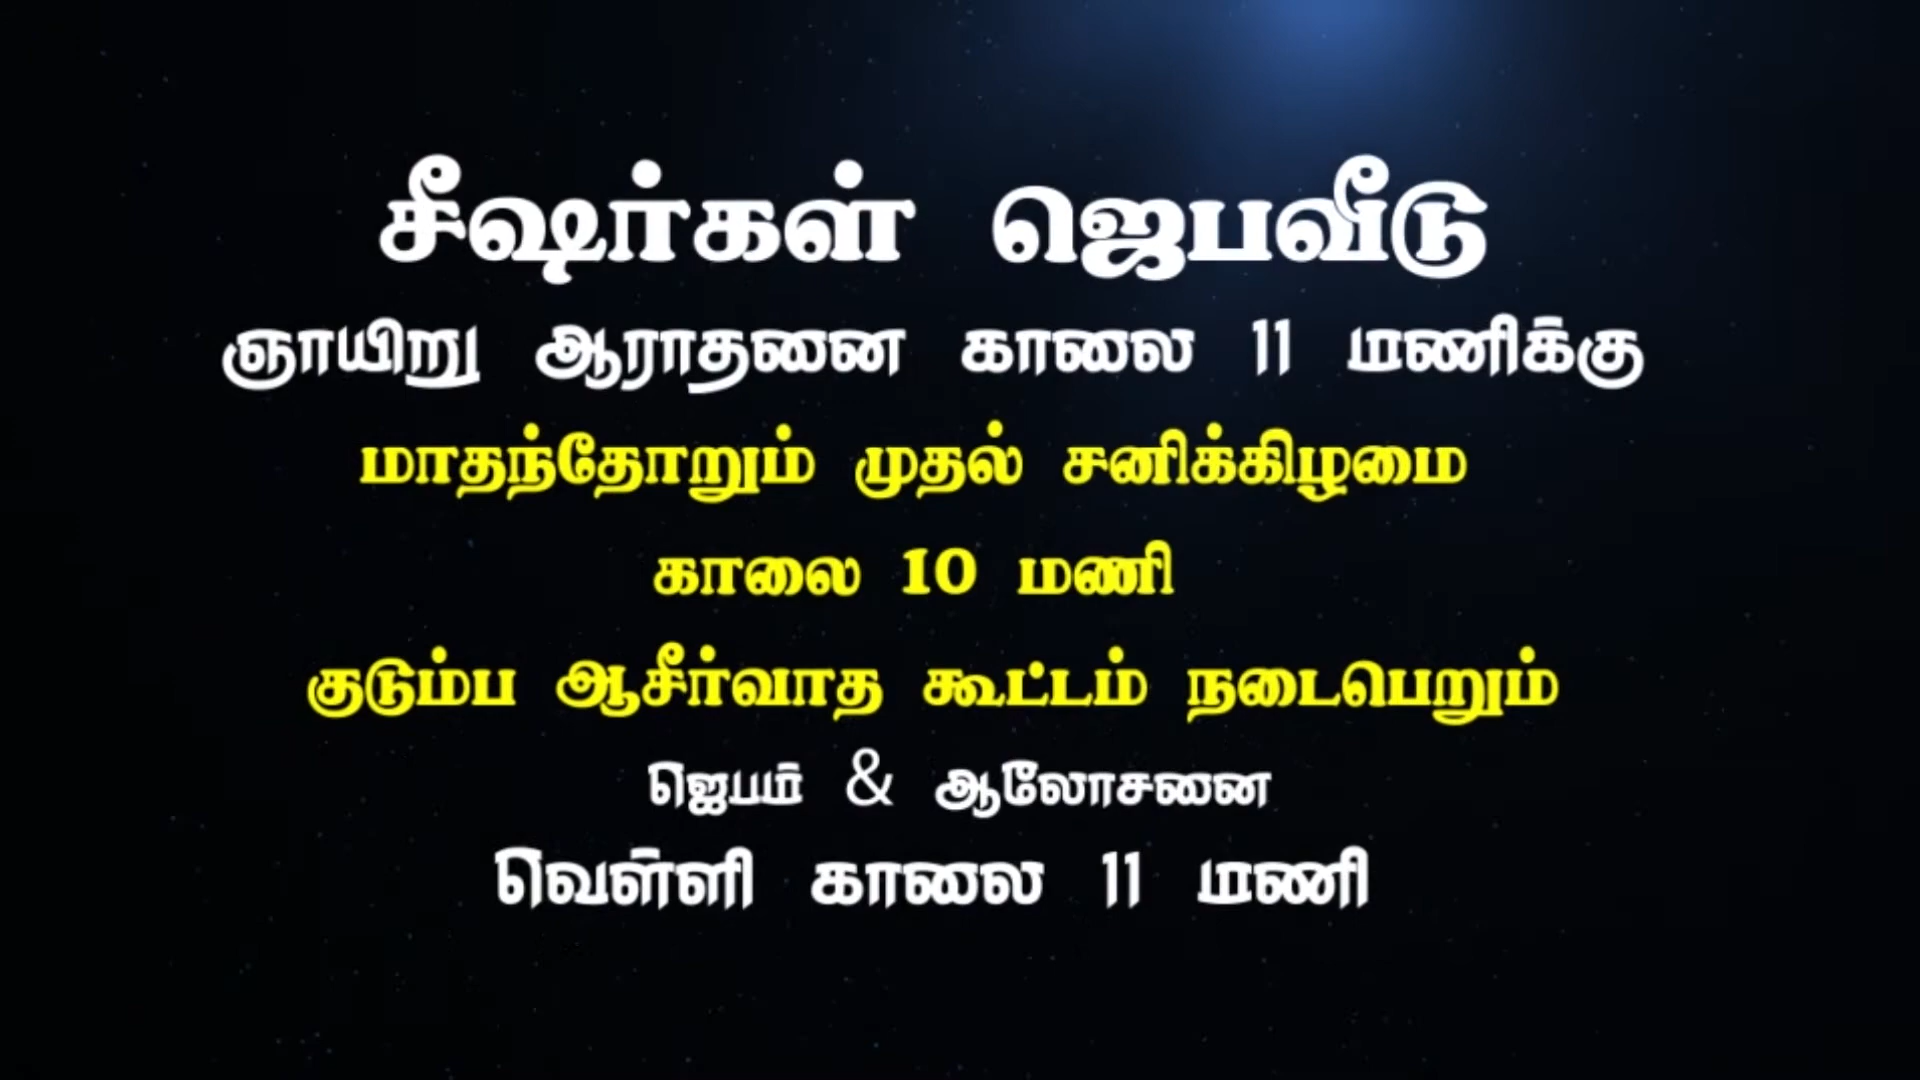 சீஷர்கள் ஜெபவீடு
ஞாயிறு ஆராதனை காலை 11 மணிக்கு
மாதந்தோறும் முதல் சனிக்கிழமை
காலை 10 மணி
குடும்ப ஆசீர்வாத கூட்டம் நடைபெறும்
ஜெபம் & ஆலோசனை
வெள்ளி காலை 11 மணி